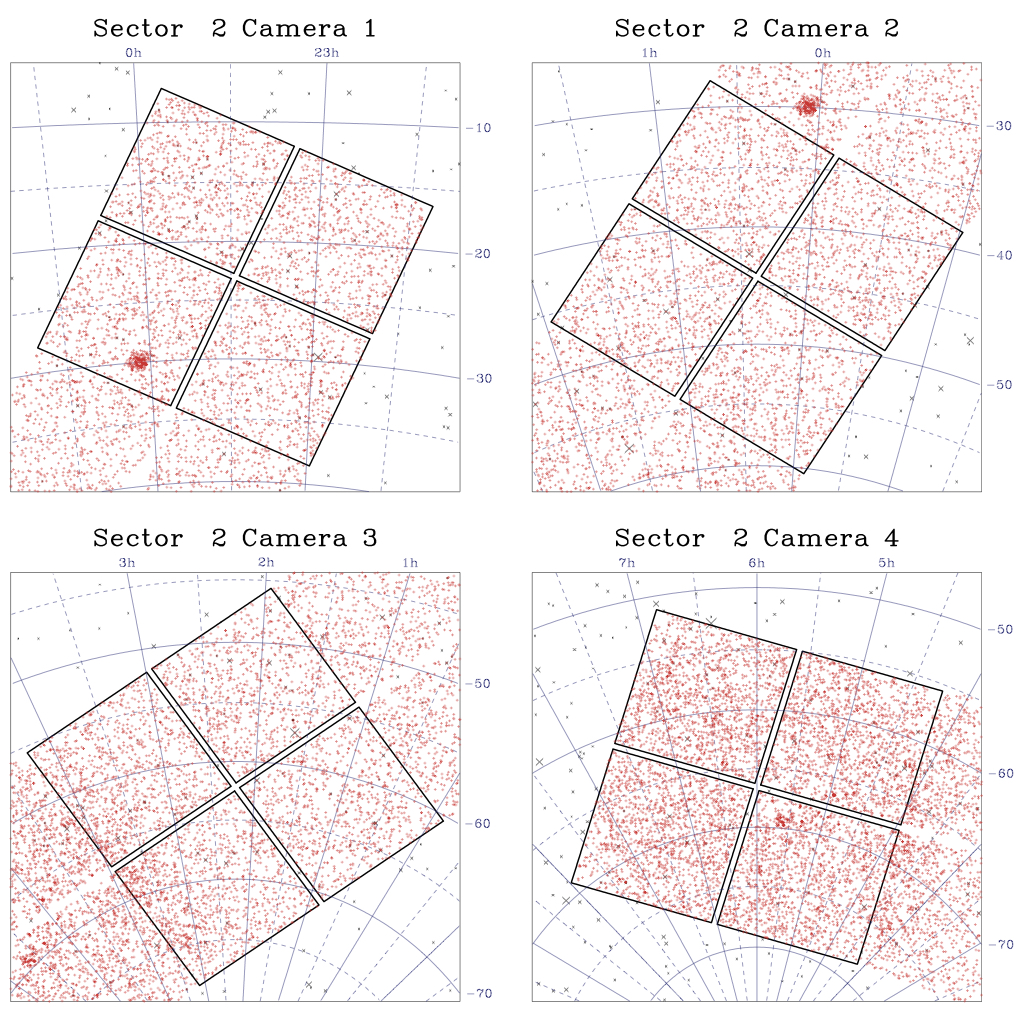 Sector  2 Camera 1
0h 23h
-10
-20
-30
Sector  2 Camera 2
1h 0h
-30
-40
-50
Sector  2 Camera 3
3h 2h 1h
-50
-60
-70
Sector  2 Camera 4
7h 6h 5h
-50
-60
-70